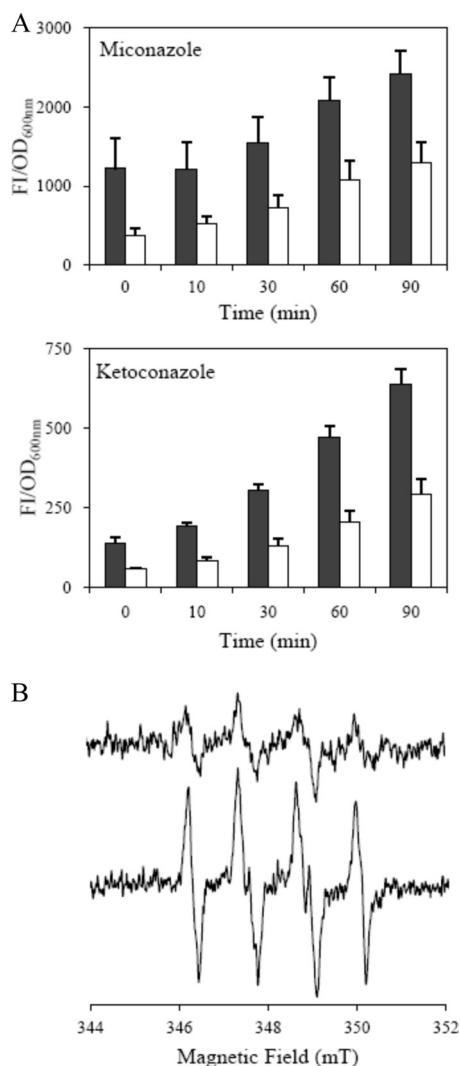 A
Miconazole
FI/OD600nm
3000
2000
1000
0
0 10 30 60 90
Time (min)
Ketoconazole
FI/OD600nm
750
500
250
0
0 10 30 60 90
Time (min)
B
344 346 348 350 352
Magnetic Field (mT)